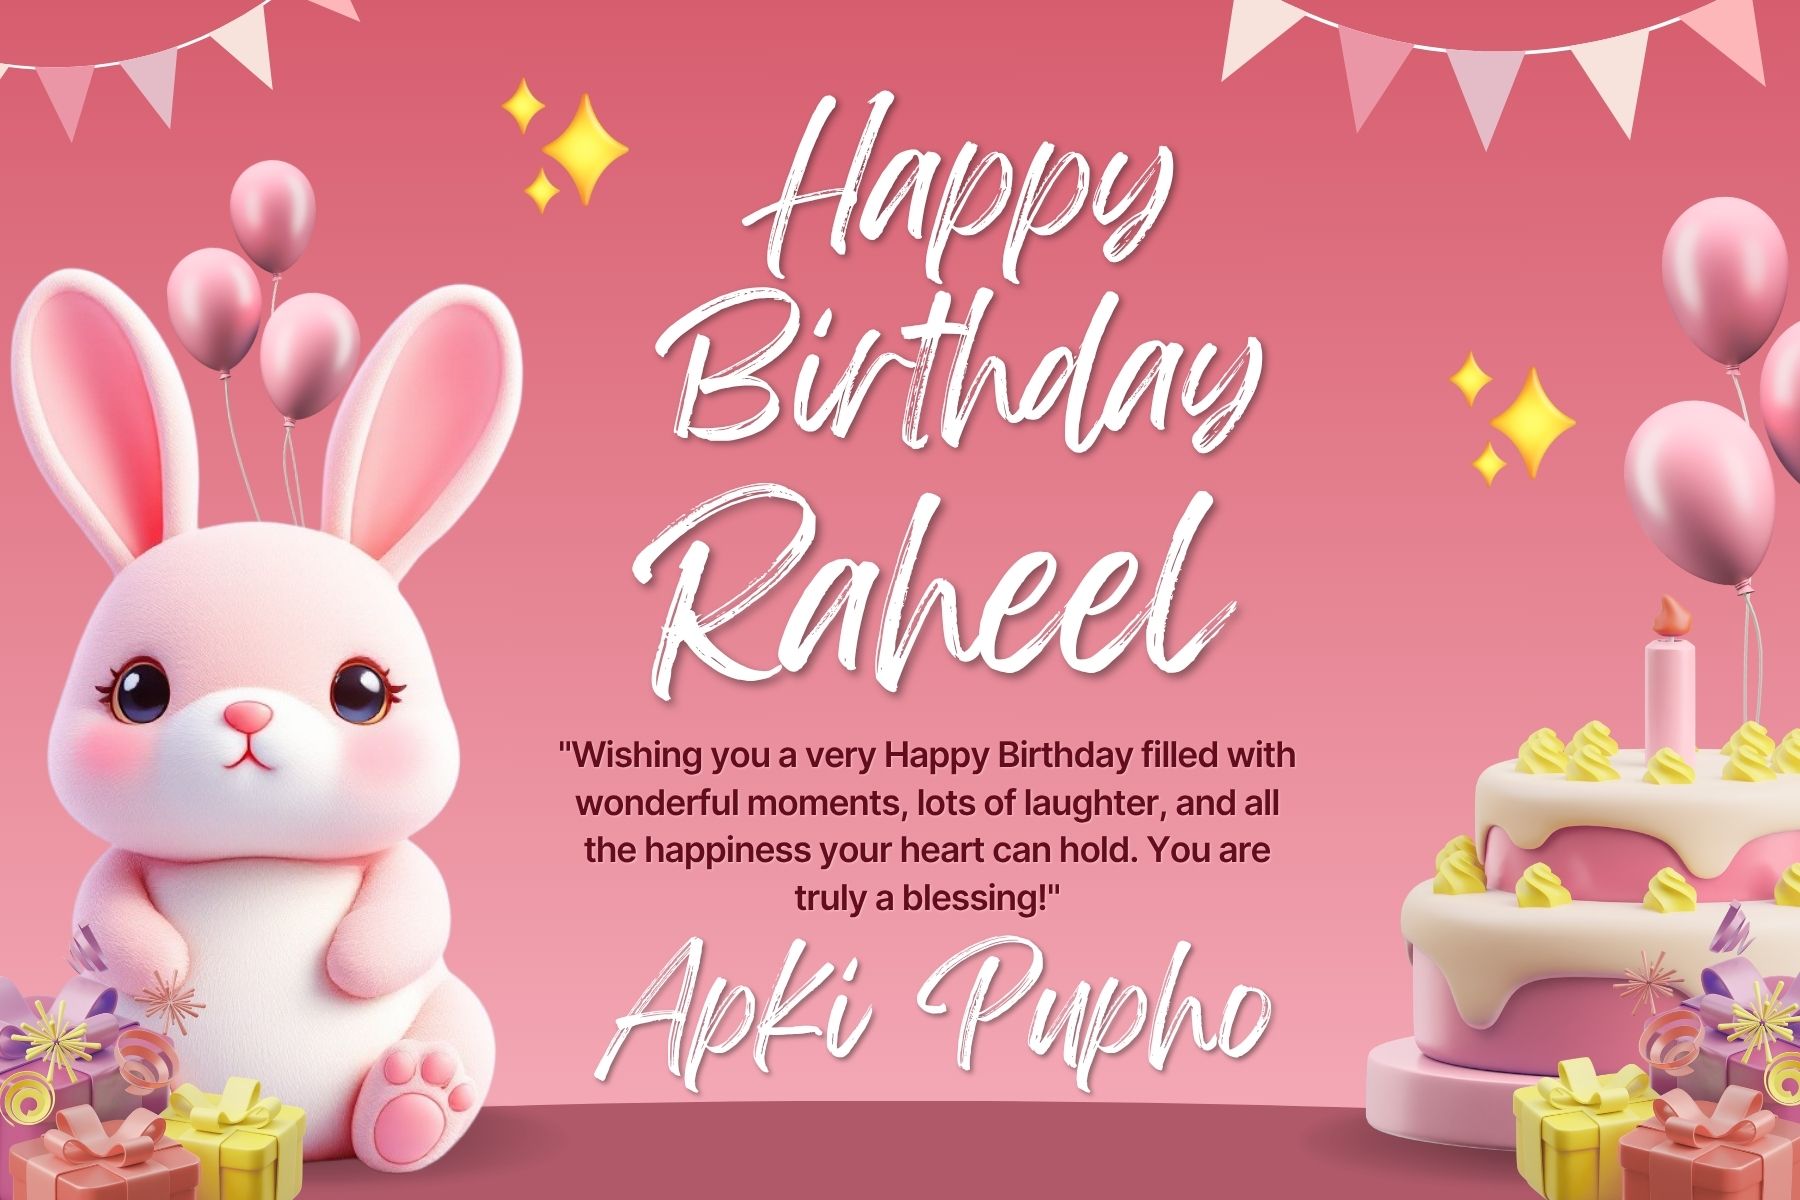 Happy
Birthday
Raheel
"Wishing you a very Happy Birthday filled with
wonderful moments, lots of laughter, and all
the happiness your heart can hold. You are
truly a blessing!"
Apki Pupho